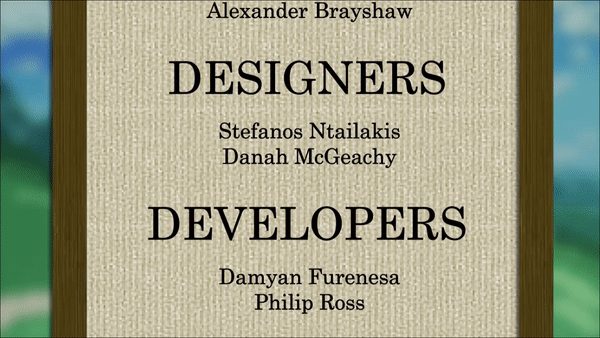 Alexander Brayshaw
DESIGNERS
Stefanos Ntailakis
Danah McGeachy
DEVELOPERS
Damyan Furenesa
Philip Ross